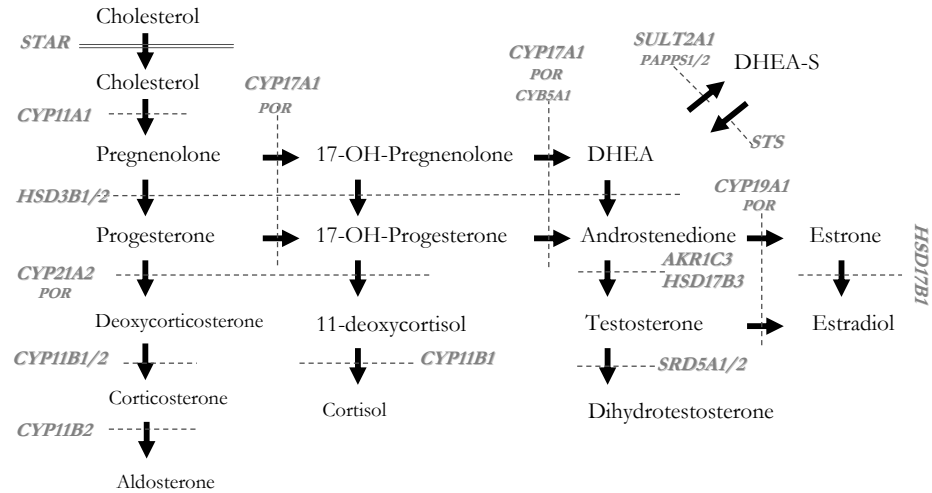 Cholesterol
STAR
Cholesterol
CYP17A1
POR
CYP17A1
POR
CYB5A1
SULT2A1
PAPPS1/2
DHEA-S
CYP11A1
STS
Pregnenolone
17-OH-Pregnenolone
DHEA
HSD3B1/2
CYP19A1
POR
Progesterone
17-OH-Progesterone
Androstenedione
Estrone
HSD17B1
CYP21A2
POR
AKR1C3
HSD17B3
Deoxycorticosterone
11-deoxycortisol
Testosterone
Estradiol
CYP11B1/2
CYP11B1
SRD5A1/2
Corticosterone
Cortisol
Dihydrotestosterone
CYP11B2
Aldosterone